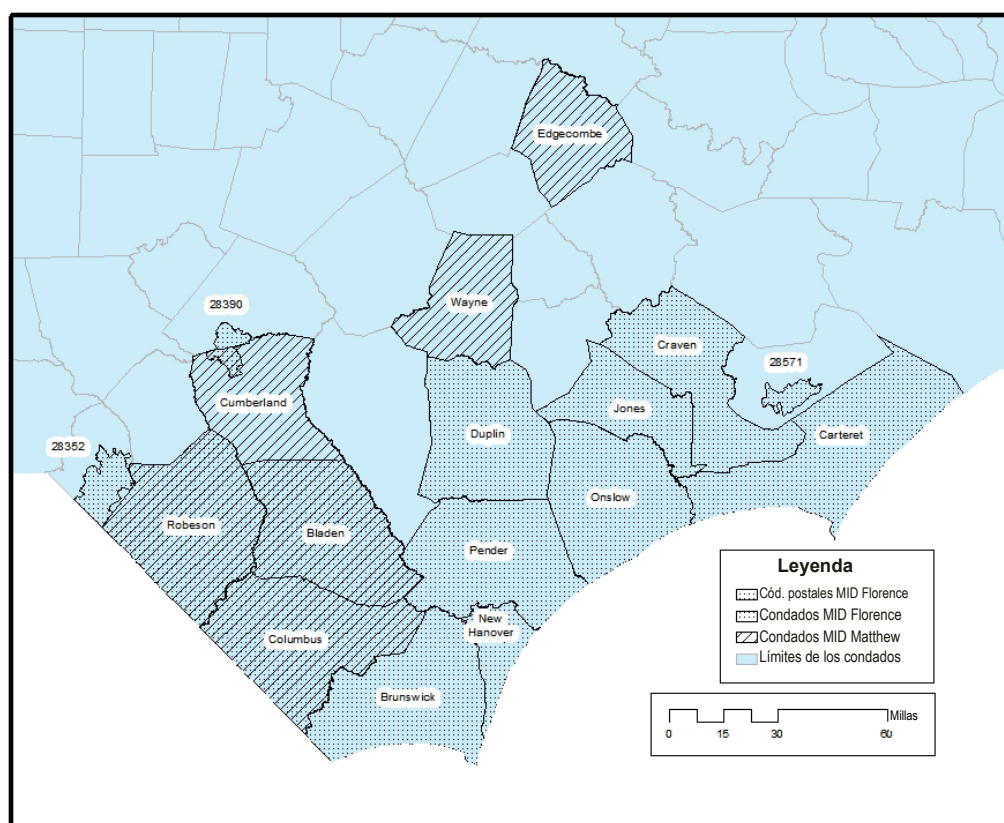 Edgecombe
Wayne
28390
Craven
28571
Cumberland
Jones
Duplin
Carteret
28352
Onslow
Robeson
Bladen
Pender
New
Hanover
Columbus
Brunswick
Leyenda
Cód. postales MID Florence
Condados MID Florence
Condados MID Matthew
Límites de los condados
Millas
0 15 30 60